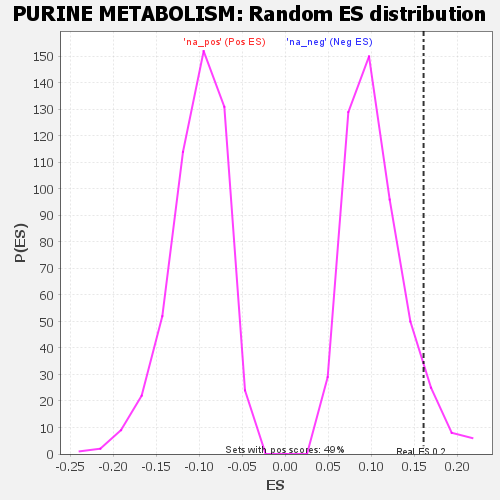 PURINE METABOLISM: Random ES distribution
'na_pos' (Pos ES) 'na_neg' (Neg ES)
150
140
130
120
110
100
90
80
70
60
50
40
30
20
10
0
P(ES)
Sets with pos scores: 49%
Real ES 0.2
-0.25 -0.20 -0.15 -0.10 -0.05 0.00 0.05 0.10 0.15 0.20
ES